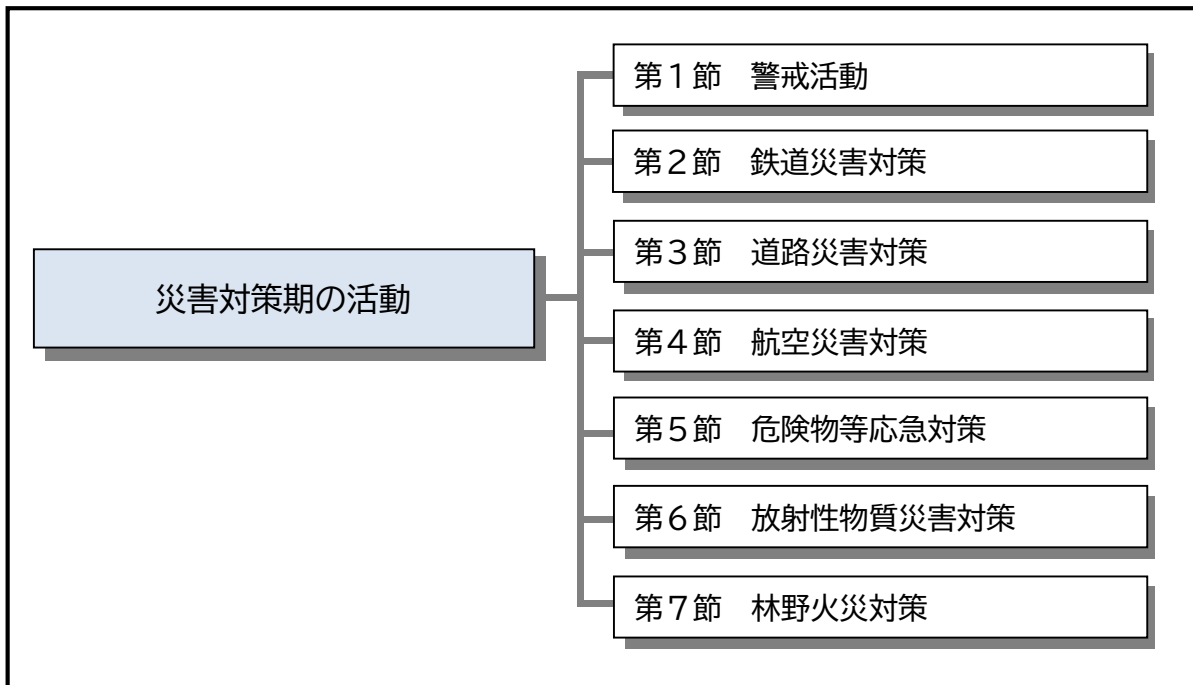 災害対策期の活動
第１節　警戒活動
第２節　鉄道災害対策
第３節　道路災害対策
第４節　航空災害対策
第５節　危険物等応急対策
第６節　放射性物質災害対策
第７節　林野火災対策